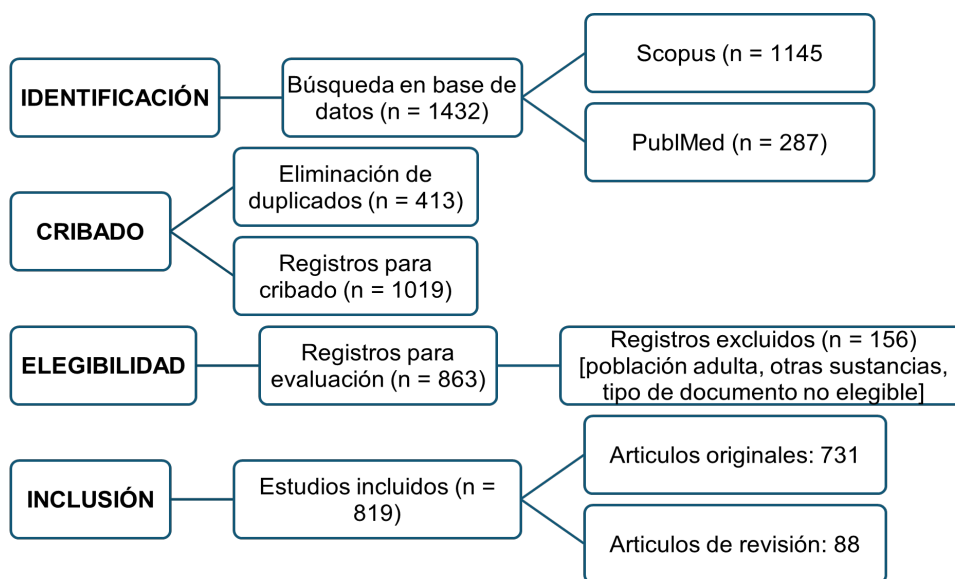 IDENTIFICACIÓN
Búsqueda en base de
datos (n = 1432)
Scopus (n = 1145
PublMed (n = 287)
CRIBADO
Eliminación de
duplicados (n = 413)
Registros para
cribado (n = 1019)
ELEGIBILIDAD
Registros para
evaluación (n = 863)
Registros excluidos (n = 156)
[población adulta, otras sustancias,
tipo de documento no elegible]
INCLUSIÓN
Estudios incluidos (n =
819)
Articulos originales: 731
Articulos de revisión: 88